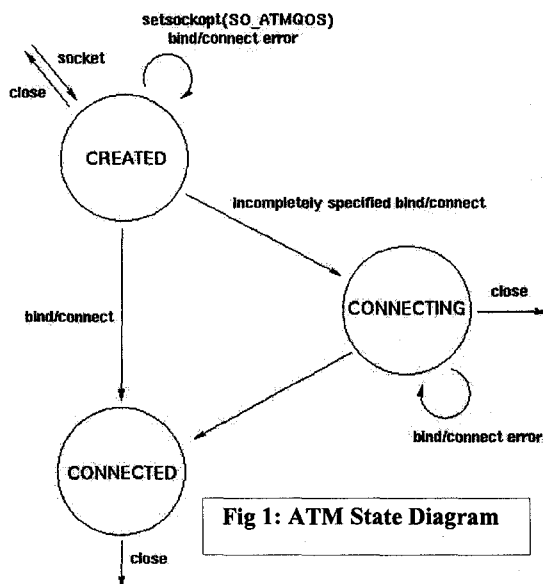 setsockopt(SO_ATMQOS)
bind/connect error
socket
close
CREATED
incompletely specified bind/connect
CONNECTING
close
bind/connect
bind/connect error
CONNECTED
Fig 1: ATM State Diagram
close